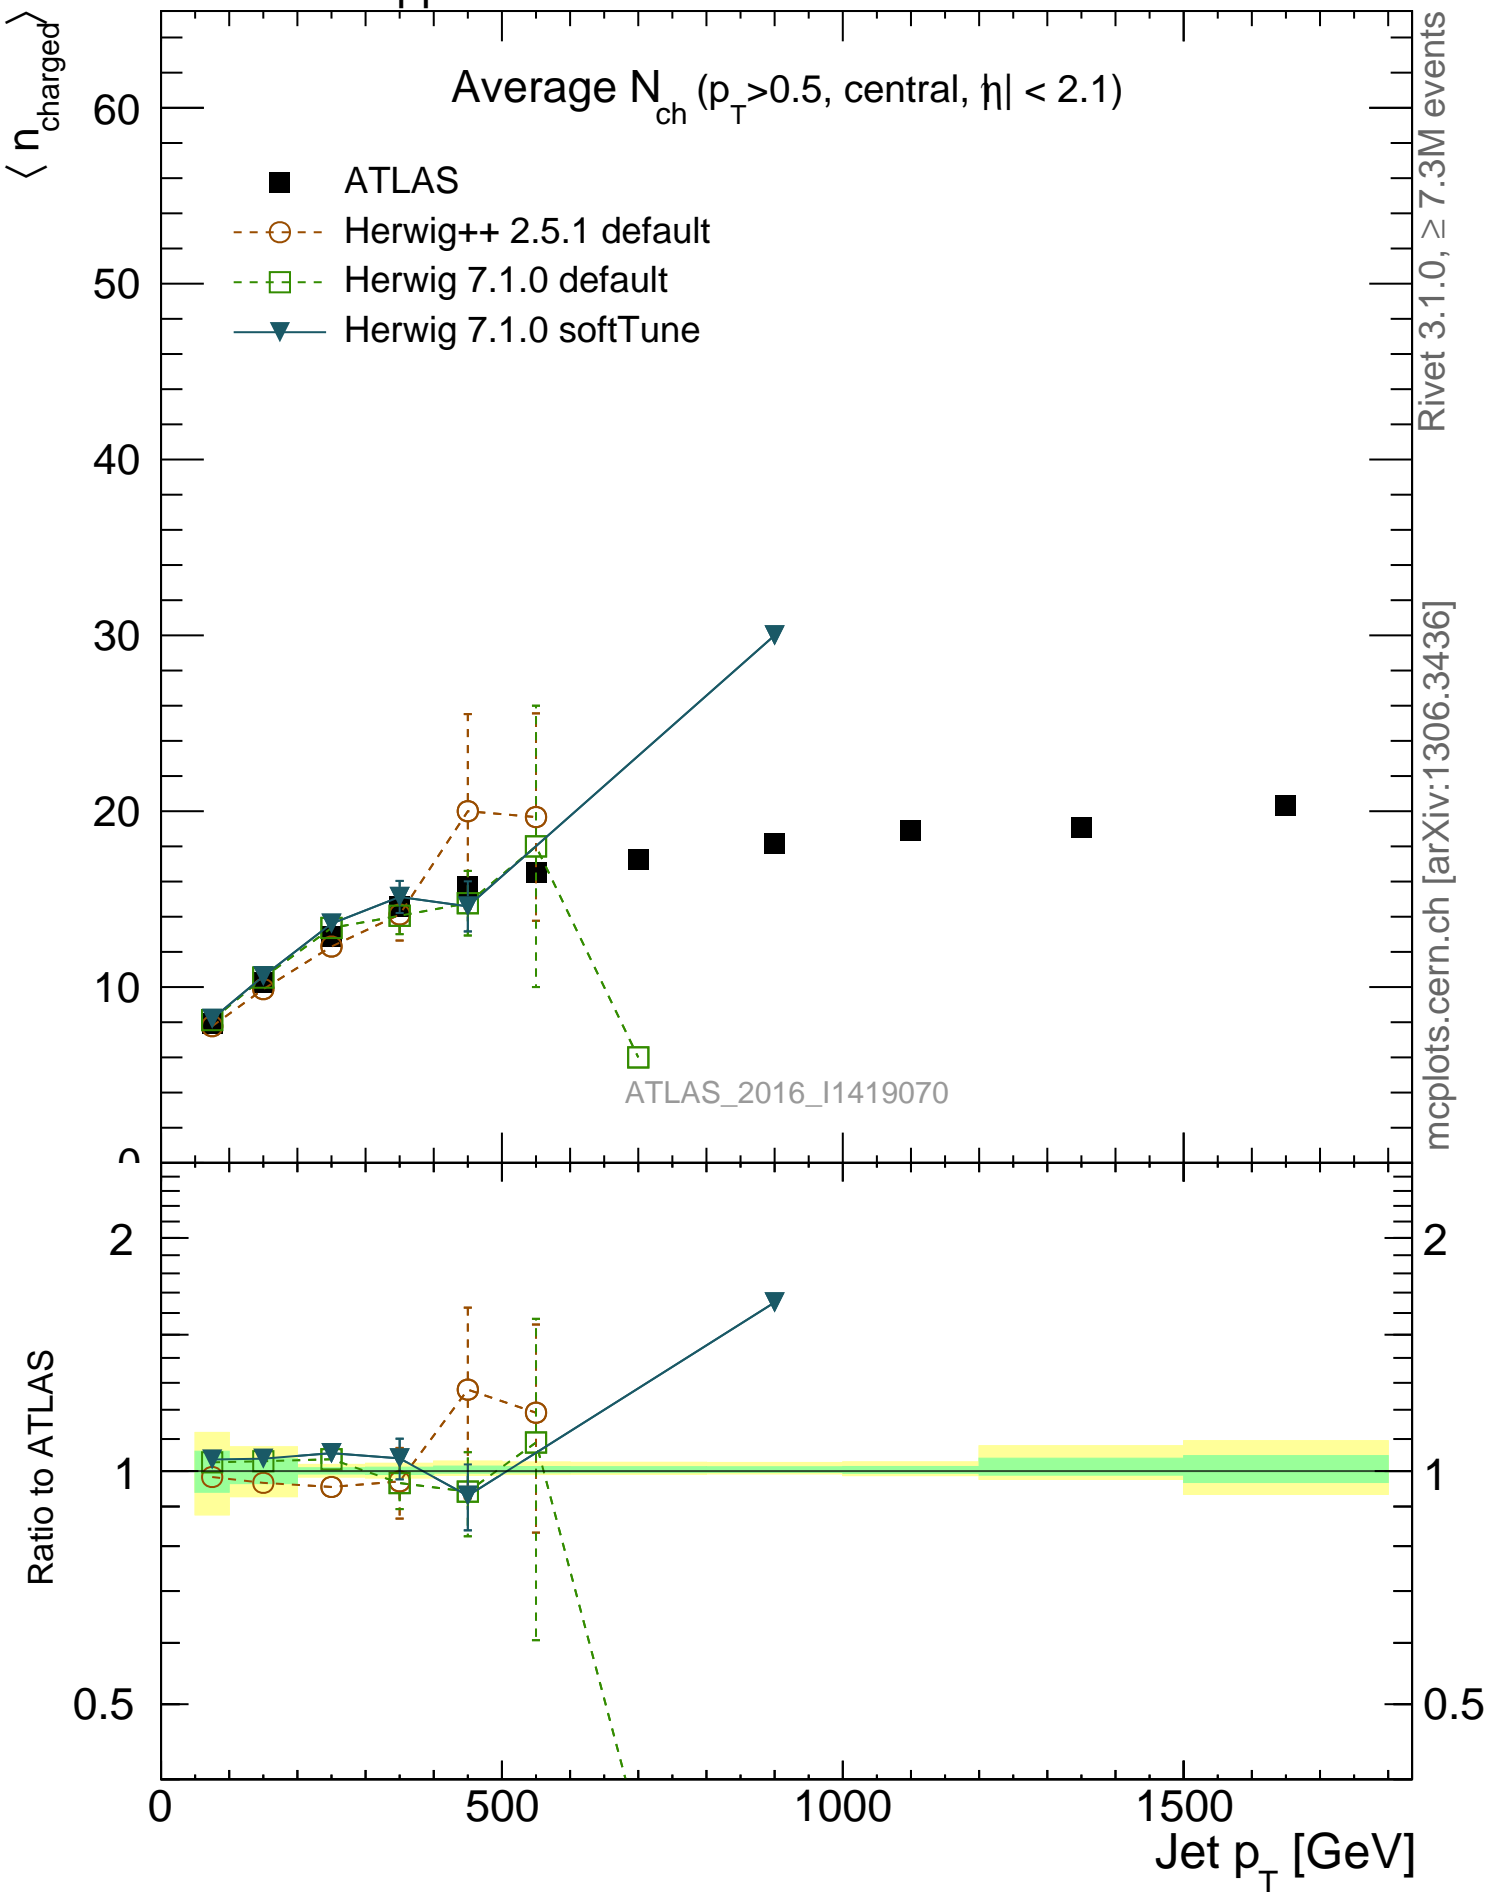 ⟨ n_charged ⟩
Average N_ch (p_T>0.5, central, |η| < 2.1)
ATLAS
Herwig++ 2.5.1 default
Herwig 7.1.0 default
Herwig 7.1.0 softTune
60
50
40
30
20
10
0
ATLAS_2016_I1419070
Rivet 3.1.0, ≥ 7.3M events
mcplots.cern.ch [arXiv:1306.3436]
Ratio to ATLAS
2
1
0.5
2
1
0.5
0
500
1000
1500
Jet p_T [GeV]